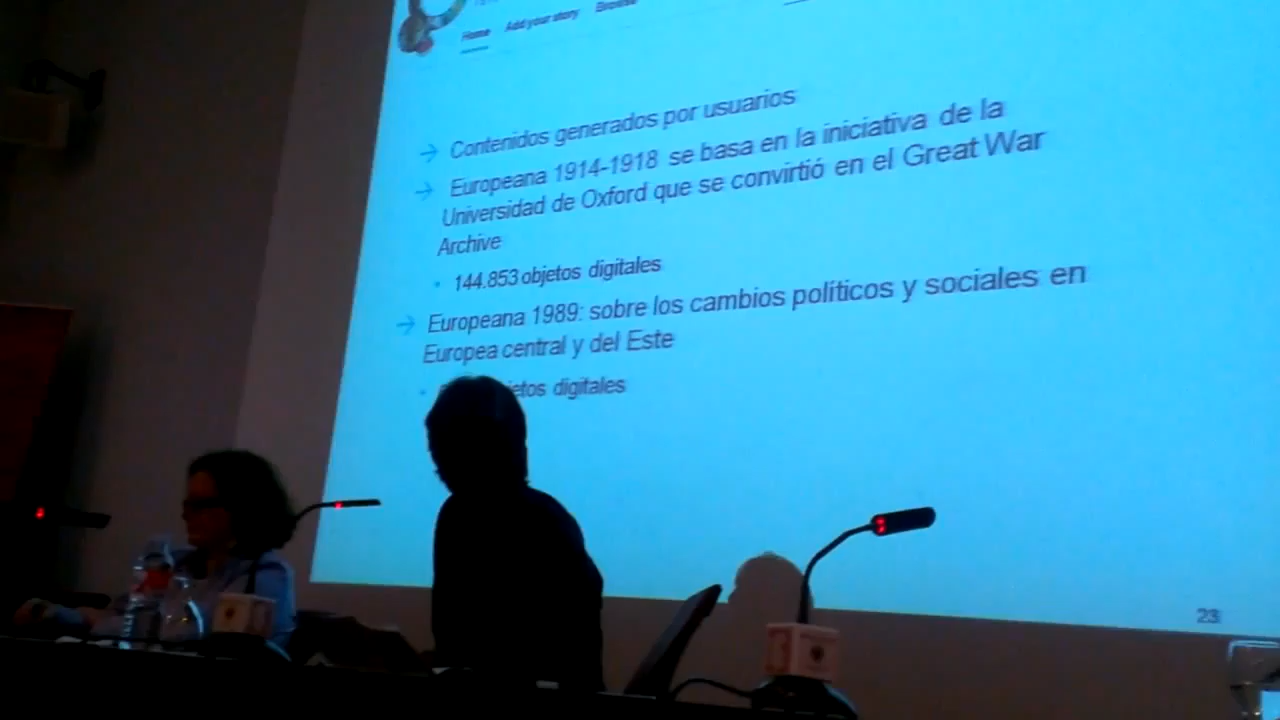 Home Add your story Browse
Contenidos generados por usuarios
Europeana 1914-1918 se basa en la iniciativa de la
Universidad de Oxford que se convirtió en el Great War
Archive
144.853 objetos digitales
Europeana 1989: sobre los cambios políticos y sociales en
Europea central y del Este
objetos digitales
23